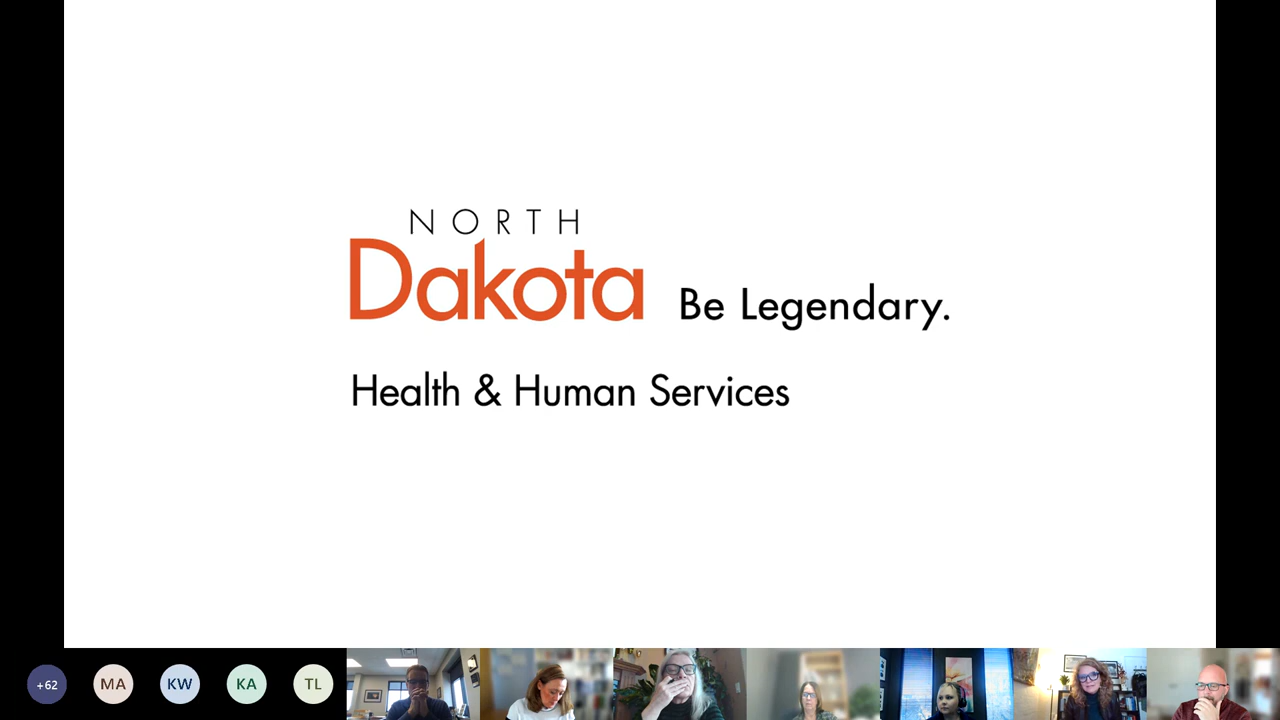 NORTH
Dakota Be Legendary.
Health & Human Services
+62 MA KW KA TL